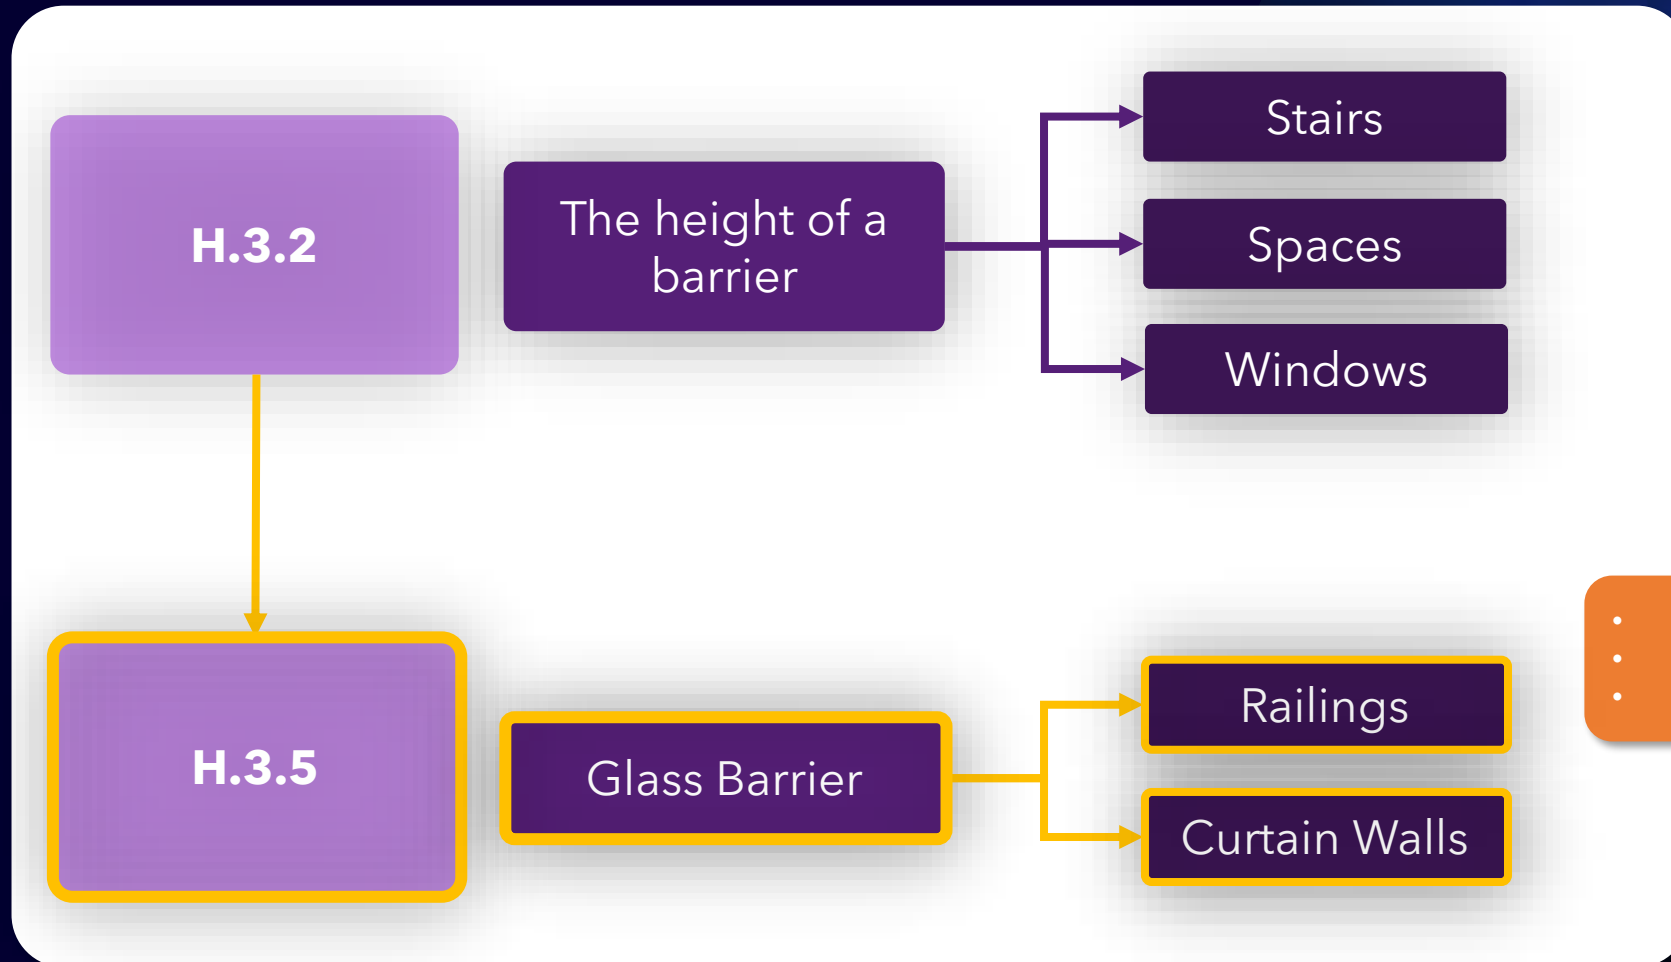 H.3.2
The height of a
barrier
Stairs
Spaces
Windows
H.3.5
Glass Barrier
Railings
Curtain Walls